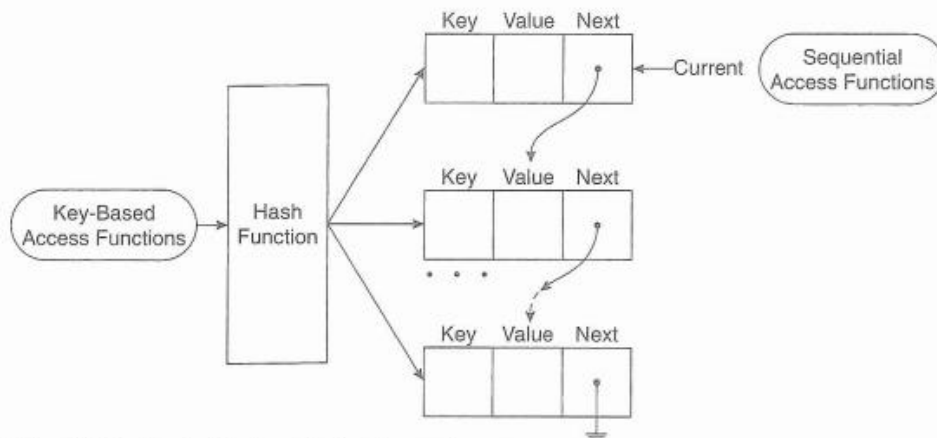 Key Value Next
Current
Sequential
Access Functions
Key Value Next
Key-Based
Access Functions
Hash
Function
Key Value Next